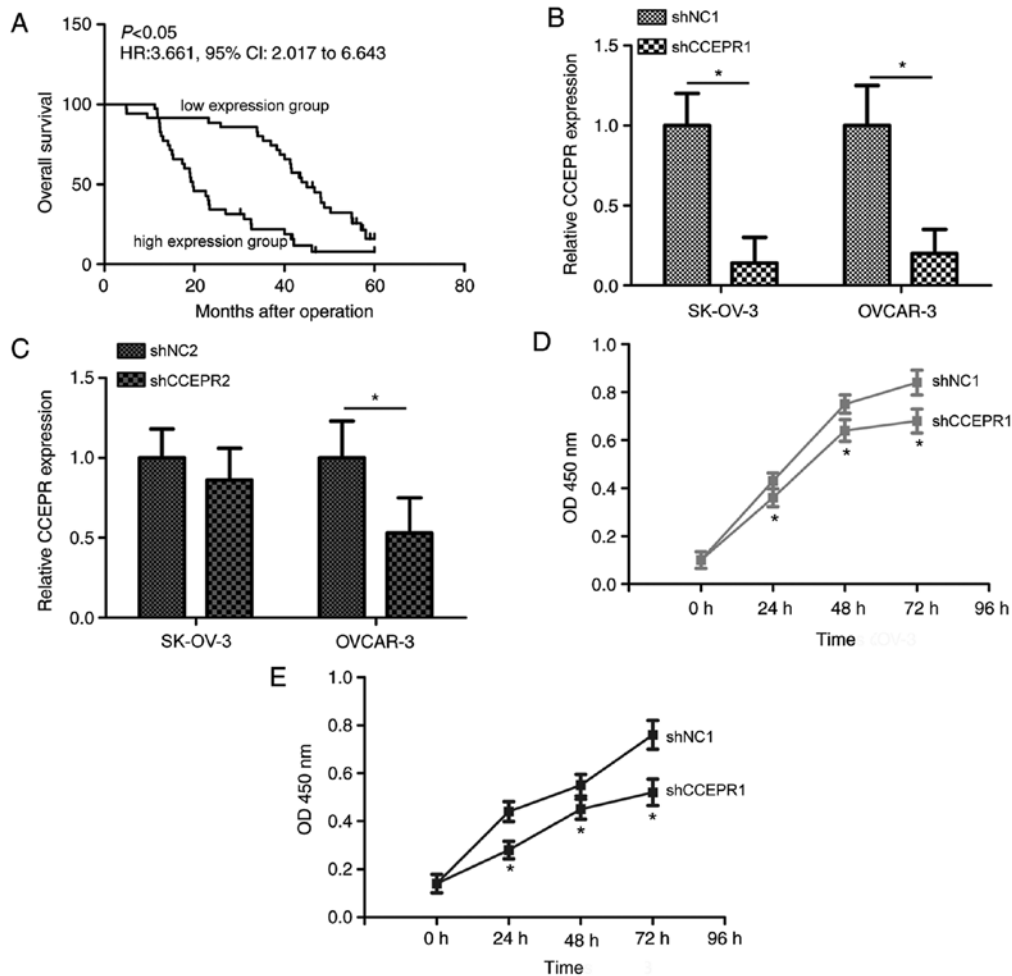 A
P<0.05
HR:3.661, 95% CI: 2.017 to 6.643
low expression group
high expression group
Overall survival
150
100
50
0
0
20
40
60
80
Months after operation
B
shNC1
shCCEPR1
Relative CCEPR expression
1.5
1.0
0.5
0.0
*
*
SK-OV-3
OVCAR-3
C
shNC2
shCCEPR2
Relative CCEPR expression
1.5
1.0
0.5
0.0
*
SK-OV-3
OVCAR-3
D
OD 450 nm
1.0
0.8
0.6
0.4
0.2
0.0
shNC1
shCCEPR1
*
*
*
0 h
24 h
48 h
72 h
96 h
Time
E
OD 450 nm
1.0
0.8
0.6
0.4
0.2
0.0
shNC1
shCCEPR1
*
*
*
0 h
24 h
48 h
72 h
96 h
Time